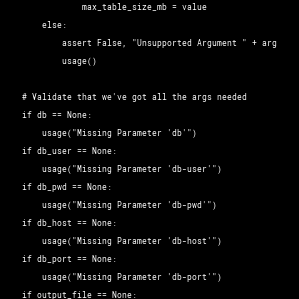 max_table_size_mb = value
else:
assert False, "Unsupported Argument " + arg
usage()
# Validate that we've got all the args needed
if db == None:
usage("Missing Parameter 'db'")
if db_user == None:
usage("Missing Parameter 'db-user'")
if db_pwd == None:
usage("Missing Parameter 'db-pwd'")
if db_host == None:
usage("Missing Parameter 'db-host'")
if db_port == None:
usage("Missing Parameter 'db-port'")
if output_file == None: